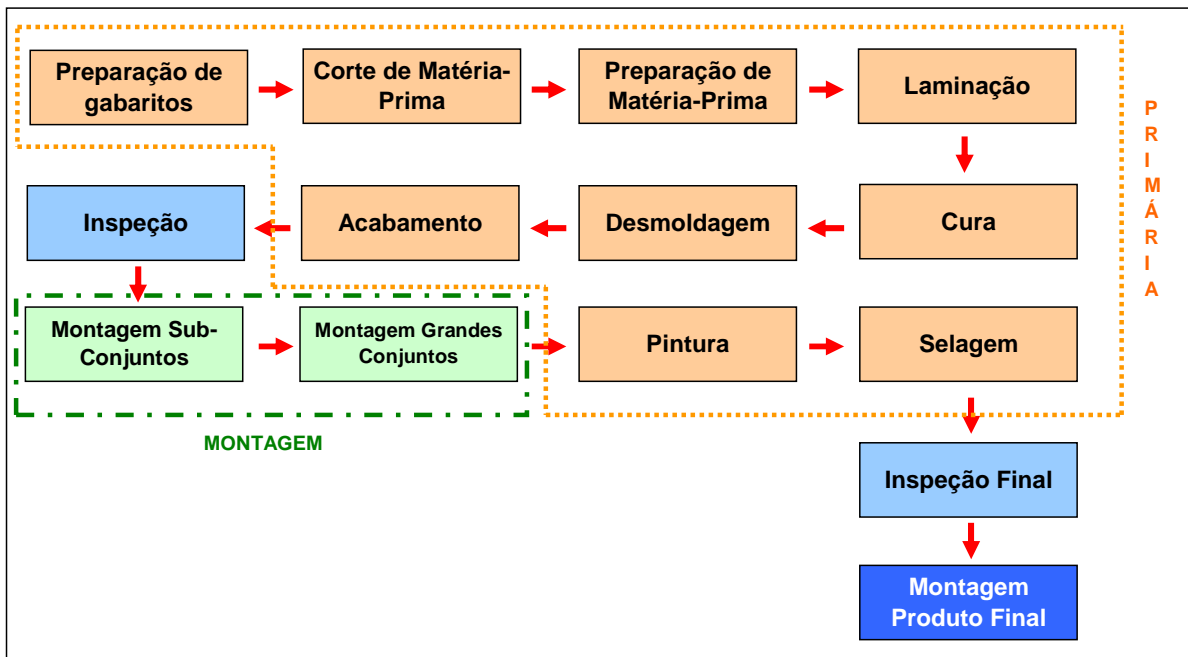 Preparação de
gabaritos
Corte de Matéria-
Prima
Preparação de
Matéria-Prima
Laminação
PRIMÁRIA
Inspeção
Acabamento
Desmoldagem
Cura
Montagem Sub-
Conjuntos
Montagem Grandes
Conjuntos
Pintura
Selagem
MONTAGEM
Inspeção Final
Montagem
Produto Final